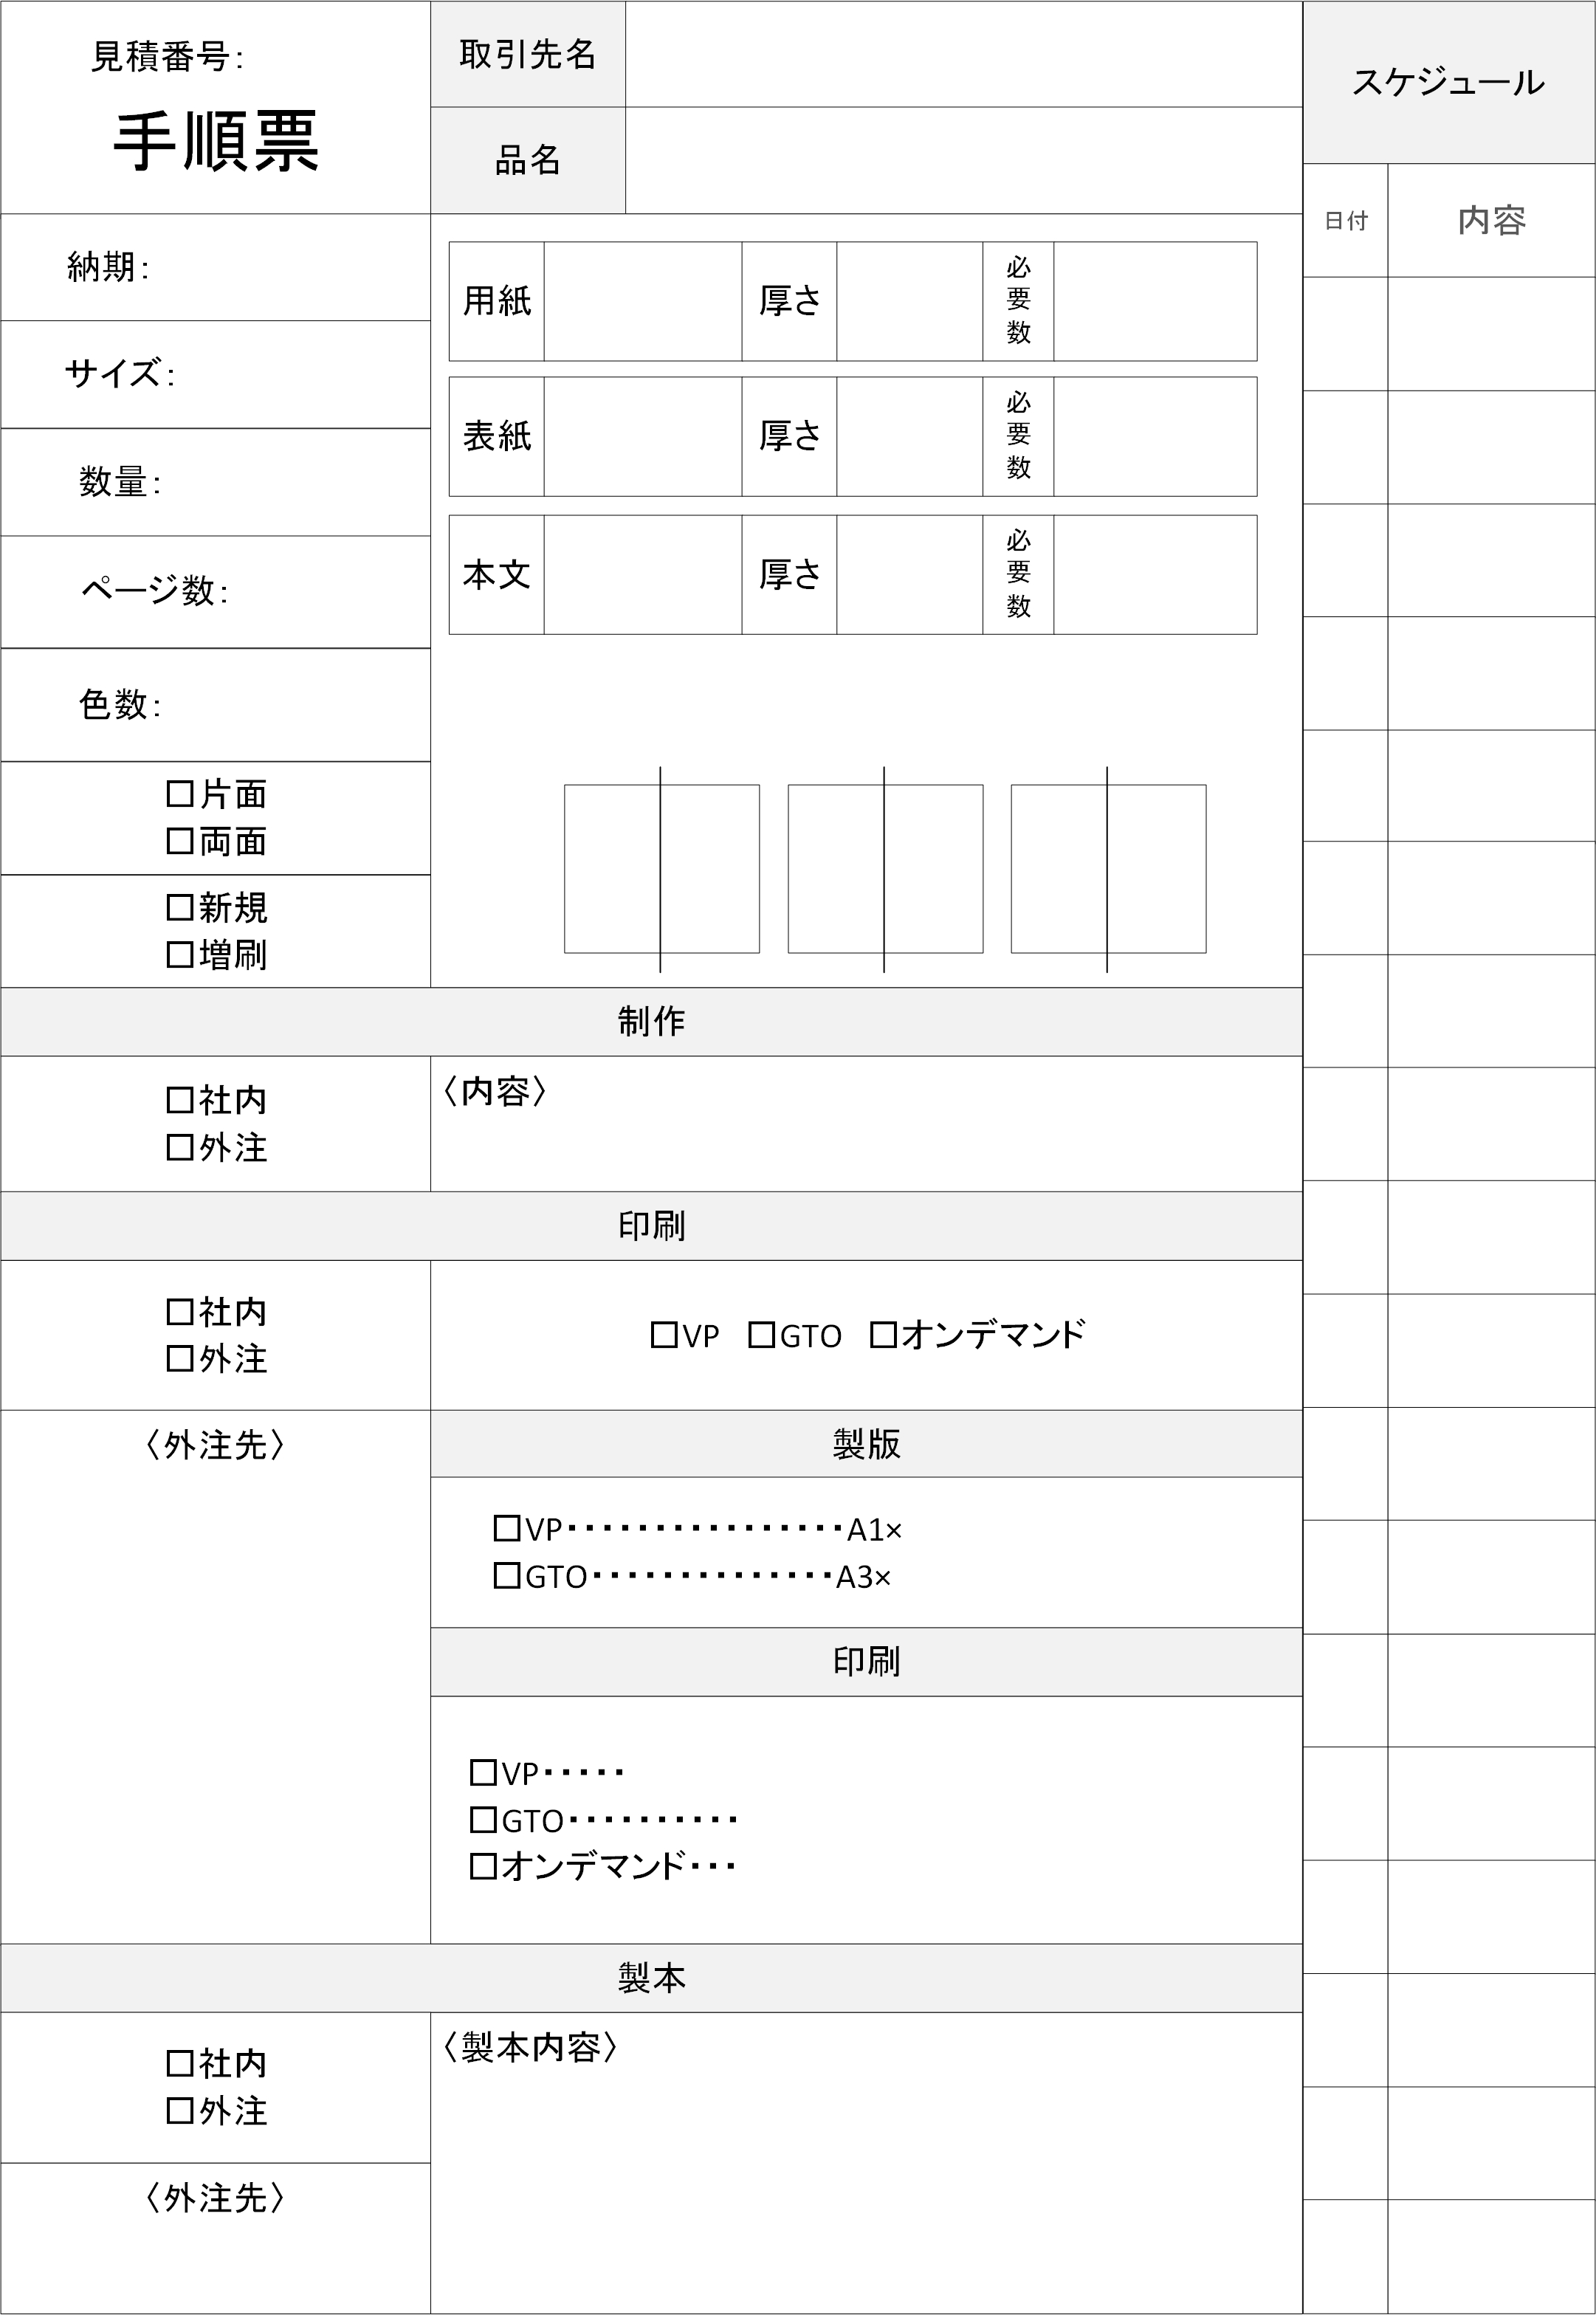 見積番号：
手順票
取引先名
品名
スケジュール
日付
内容
納期：
サイズ：
数量：
ページ数：
色数：
□片面
□両面
□新規
□増刷
用紙
厚さ
必要数
表紙
厚さ
必要数
本文
厚さ
必要数
制作
□社内
□外注
〈内容〉
印刷
□社内
□外注
□VP □GTO □オンデマンド
〈外注先〉
製版
□VP・・・・・・・・・・・・・・・・A1×
□GTO・・・・・・・・・・・・・・A3×
印刷
□VP・・・・・
□GTO・・・・・・・・・・
□オンデマンド・・・
製本
□社内
□外注
〈製本内容〉
〈外注先〉